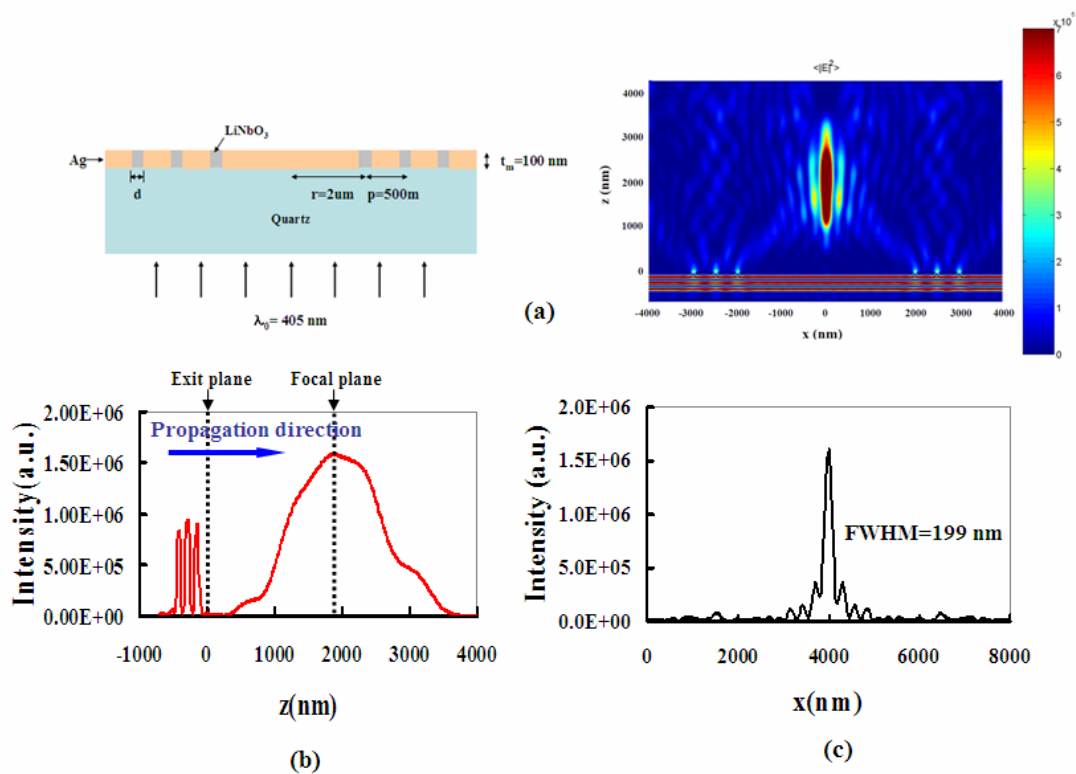 LiNbO3
Ag
tm=100 nm
d
r=2um
p=500m
Quartz
λ0= 405 nm
(a)
<|E|2>
x 10
7
6
5
4
3
2
1
0
4000
3000
2000
1000
0
z (nm)
-4000 -3000 -2000 -1000 0 1000 2000 3000 4000
x (nm)
Exit plane
Focal plane
Propagation direction
2.00E+06
1.50E+06
1.00E+06
5.00E+05
0.00E+00
Intensity(a.u.)
-1000 0 1000 2000 3000 4000
z(nm)
(b)
2.0E+06
1.5E+06
1.0E+06
5.0E+05
0.0E+00
Intensity (a.u.)
FWHM=199 nm
0 2000 4000 6000 8000
x(nm)
(c)